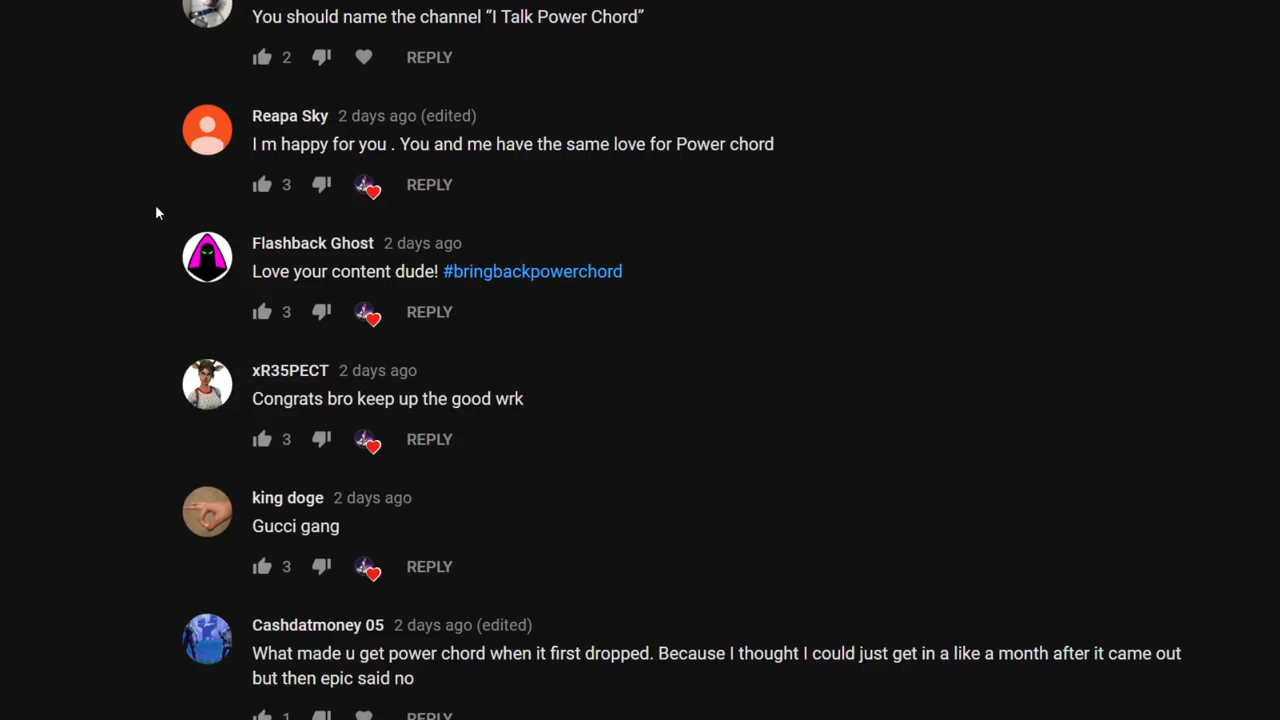 You should name the channel “I Talk Power Chord”
2 REPLY
Reapa Sky 2 days ago (edited)
I m happy for you . You and me have the same love for Power chord
3 REPLY
Flashback Ghost 2 days ago
Love your content dude! #bringbackpowerchord
3 REPLY
xR35PECT 2 days ago
Congrats bro keep up the good wrk
3 REPLY
king doge 2 days ago
Gucci gang
3 REPLY
Cashdatmoney 05 2 days ago (edited)
What made u get power chord when it first dropped. Because I thought I could just get in a like a month after it came out
but then epic said no
1 REPLY